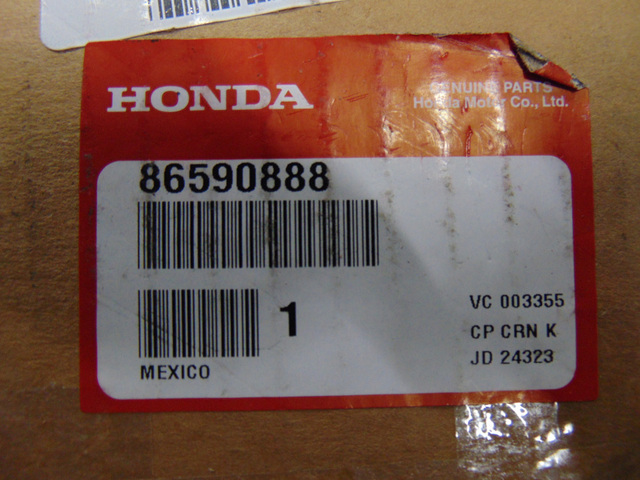 HONDA
GENUINE PARTS
Honda Motor Co., Ltd.
86590888
1
VC 003355
CP CRN K
JD 24323
MEXICO